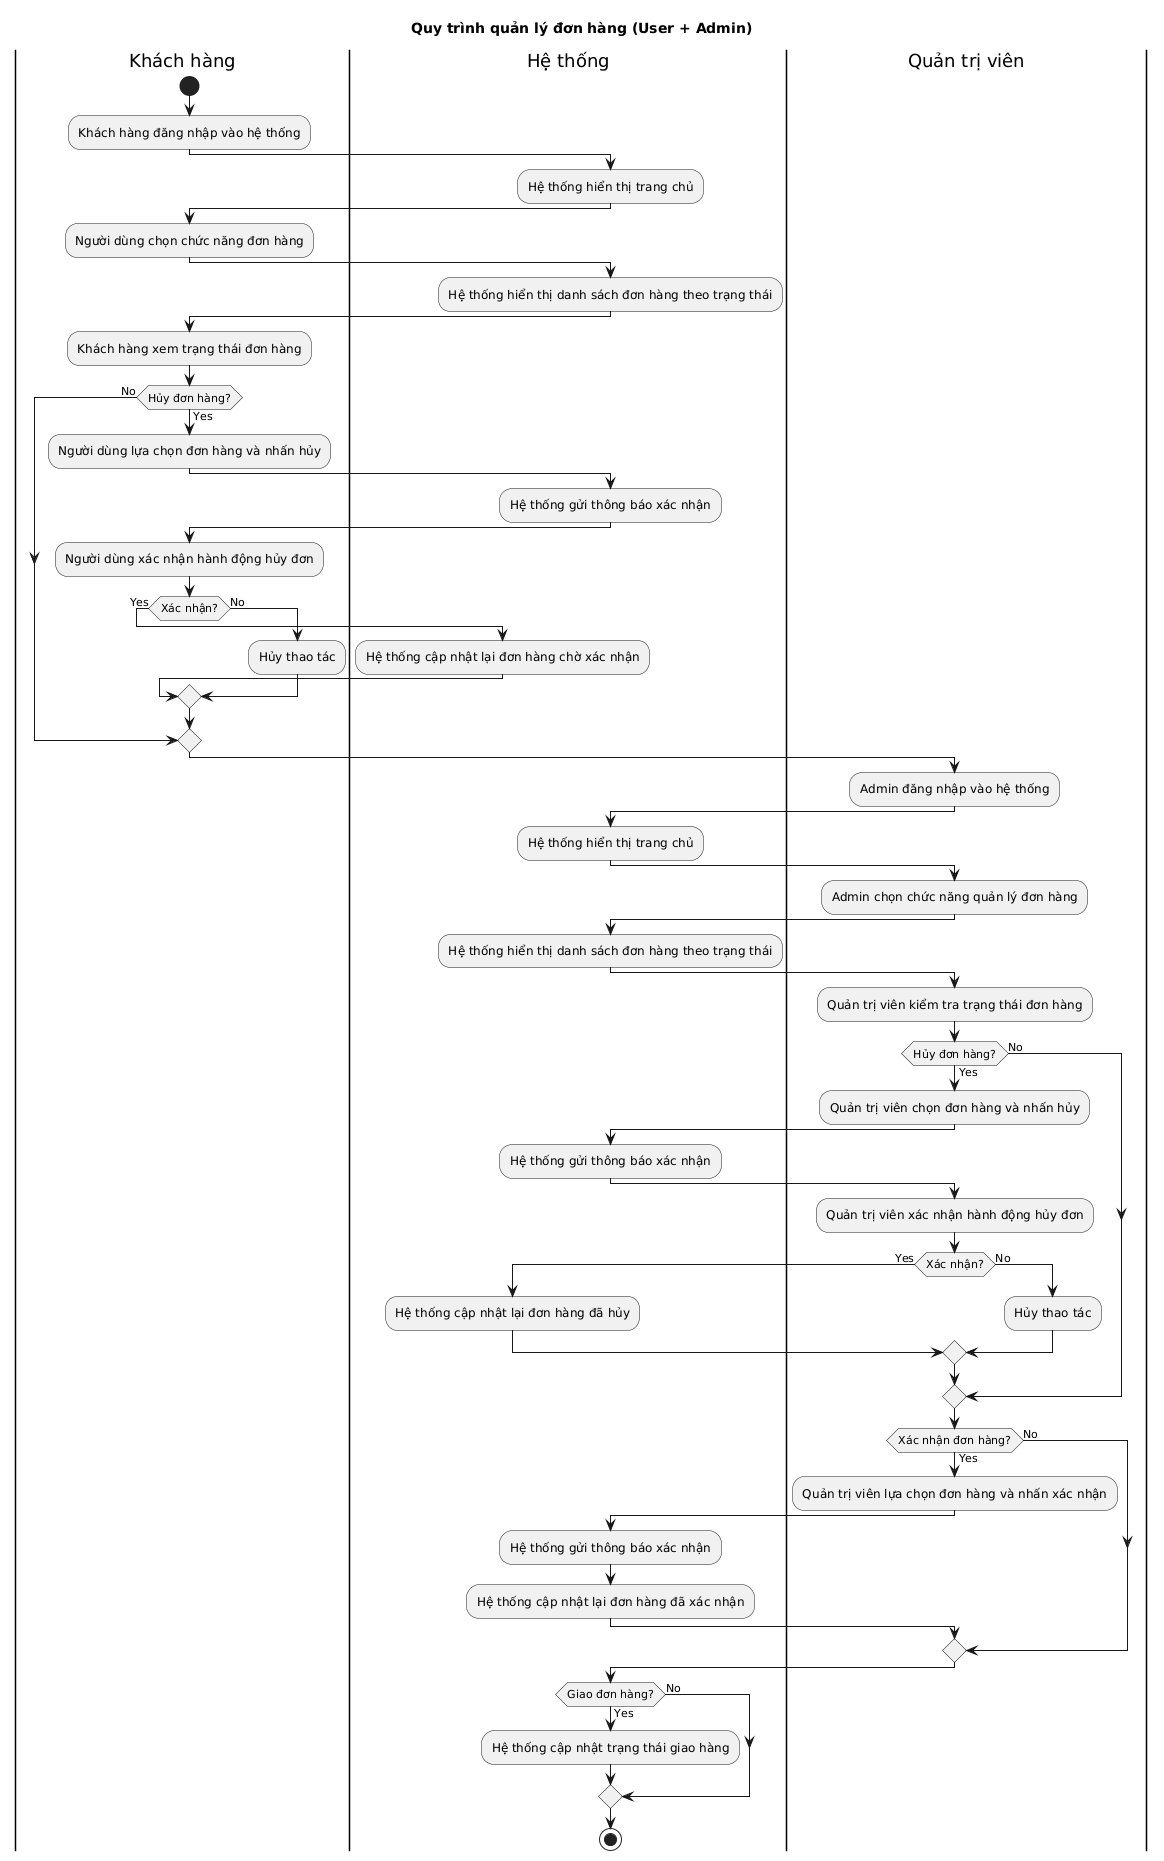 Quy trình quản lý đơn hàng (User + Admin)
Khách hàng
Hệ thống
Quản trị viên
Khách hàng đăng nhập vào hệ thống
Hệ thống hiển thị trang chủ
Người dùng chọn chức năng đơn hàng
Hệ thống hiển thị danh sách đơn hàng theo trạng thái
Khách hàng xem trạng thái đơn hàng
No
Hủy đơn hàng?
Yes
Người dùng lựa chọn đơn hàng và nhấn hủy
Hệ thống gửi thông báo xác nhận
Người dùng xác nhận hành động hủy đơn
Yes
Xác nhận?
No
Hủy thao tác
Hệ thống cập nhật lại đơn hàng chờ xác nhận
Admin đăng nhập vào hệ thống
Hệ thống hiển thị trang chủ
Admin chọn chức năng quản lý đơn hàng
Hệ thống hiển thị danh sách đơn hàng theo trạng thái
Quản trị viên kiểm tra trạng thái đơn hàng
Hủy đơn hàng?
No
Yes
Quản trị viên chọn đơn hàng và nhấn hủy
Hệ thống gửi thông báo xác nhận
Quản trị viên xác nhận hành động hủy đơn
Yes
Xác nhận?
No
Hệ thống cập nhật lại đơn hàng đã hủy
Hủy thao tác
Xác nhận đơn hàng?
No
Yes
Quản trị viên lựa chọn đơn hàng và nhấn xác nhận
Hệ thống gửi thông báo xác nhận
Hệ thống cập nhật lại đơn hàng đã xác nhận
Giao đơn hàng?
No
Yes
Hệ thống cập nhật trạng thái giao hàng